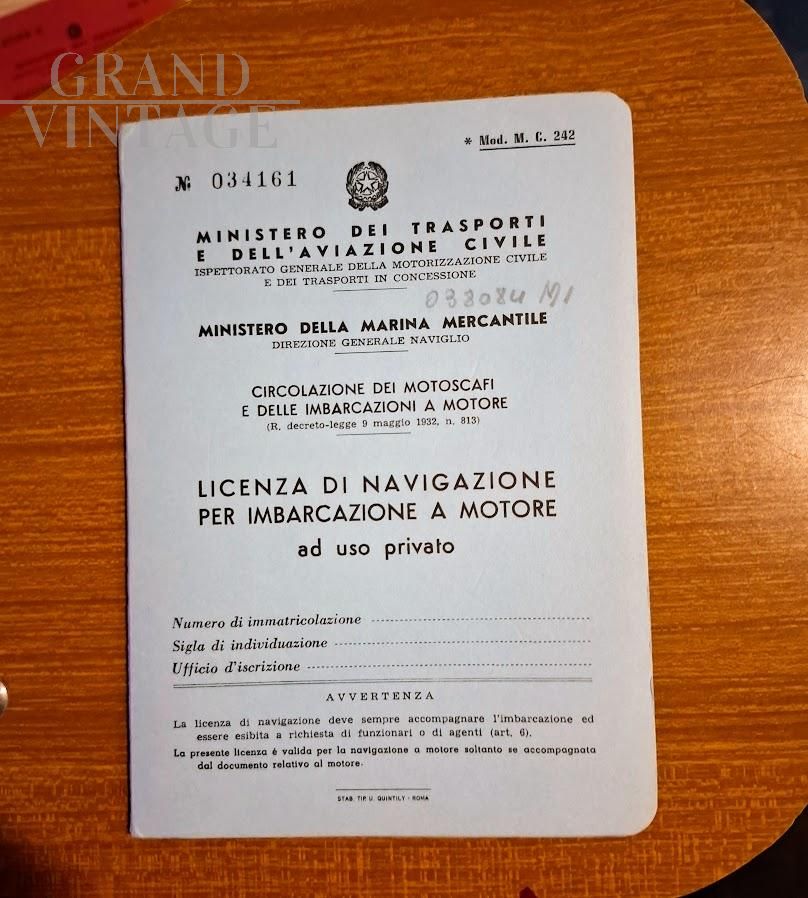 GRAND
VINTAGE
* Mod. M. C. 242
№ 034161
MINISTERO DEI TRASPORTI
E DELL'AVIAZIONE CIVILE
ISPETTORATO GENERALE DELLA MOTORIZZAZIONE CIVILE
E DEI TRASPORTI IN CONCESSIONE
033084 MI
MINISTERO DELLA MARINA MERCANTILE
DIREZIONE GENERALE NAVIGLIO
CIRCOLAZIONE DEI MOTOSCAFI
E DELLE IMBARCAZIONI A MOTORE
(R. decreto-legge 9 maggio 1932, n. 813)
LICENZA DI NAVIGAZIONE
PER IMBARCAZIONE A MOTORE
ad uso privato
Numero di immatricolazione
Sigla di individuazione
Ufficio d'iscrizione
AVVERTENZA
La licenza di navigazione deve sempre accompagnare l'imbarcazione ed
essere esibita a richiesta di funzionari o di agenti (art. 6).
La presente licenza è valida per la navigazione a motore soltanto se accompagnata
dal documento relativo al motore.
STAB. TIP. U. QUINTILY - ROMA